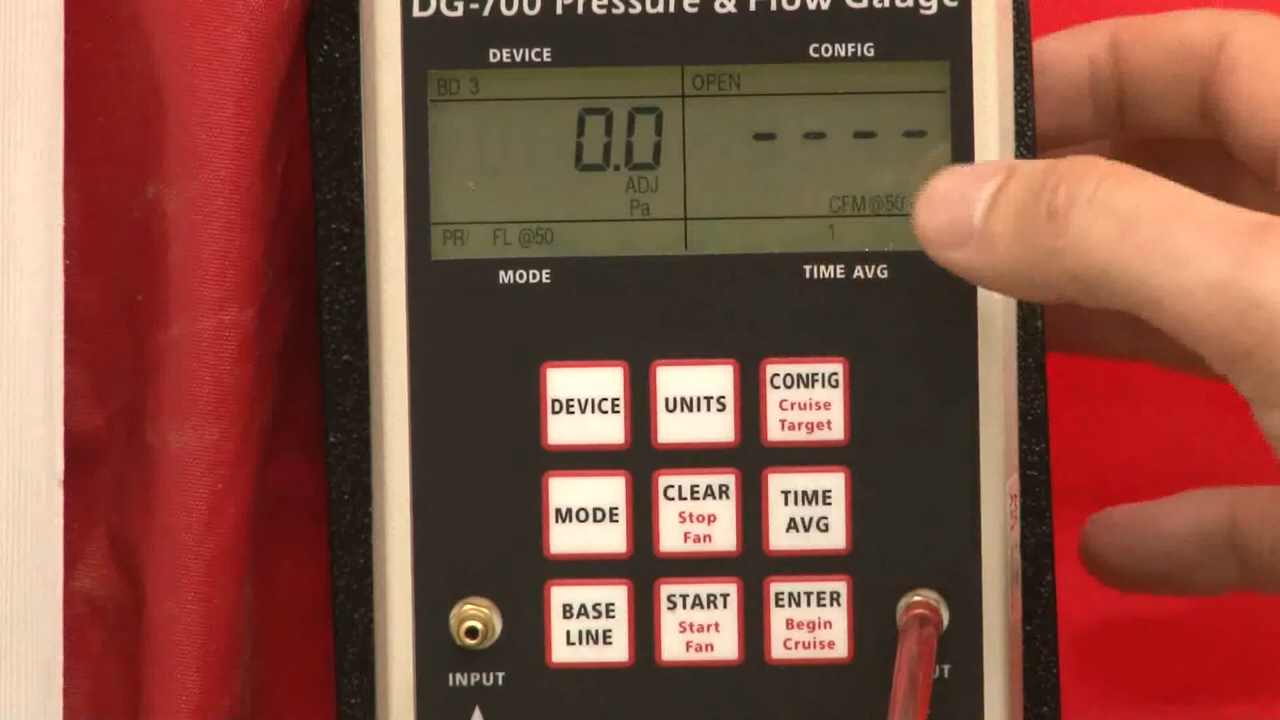 DG-700 Pressure & Flow Gauge
DEVICE
CONFIG
BD 3
OPEN
0.0
- - - -
ADJ
Pa
CFM@50
PR/ FL @50
1
MODE
TIME AVG
DEVICE
UNITS
CONFIG
Cruise
Target
MODE
CLEAR
Stop
Fan
TIME
AVG
BASE
LINE
START
Start
Fan
ENTER
Begin
Cruise
INPUT